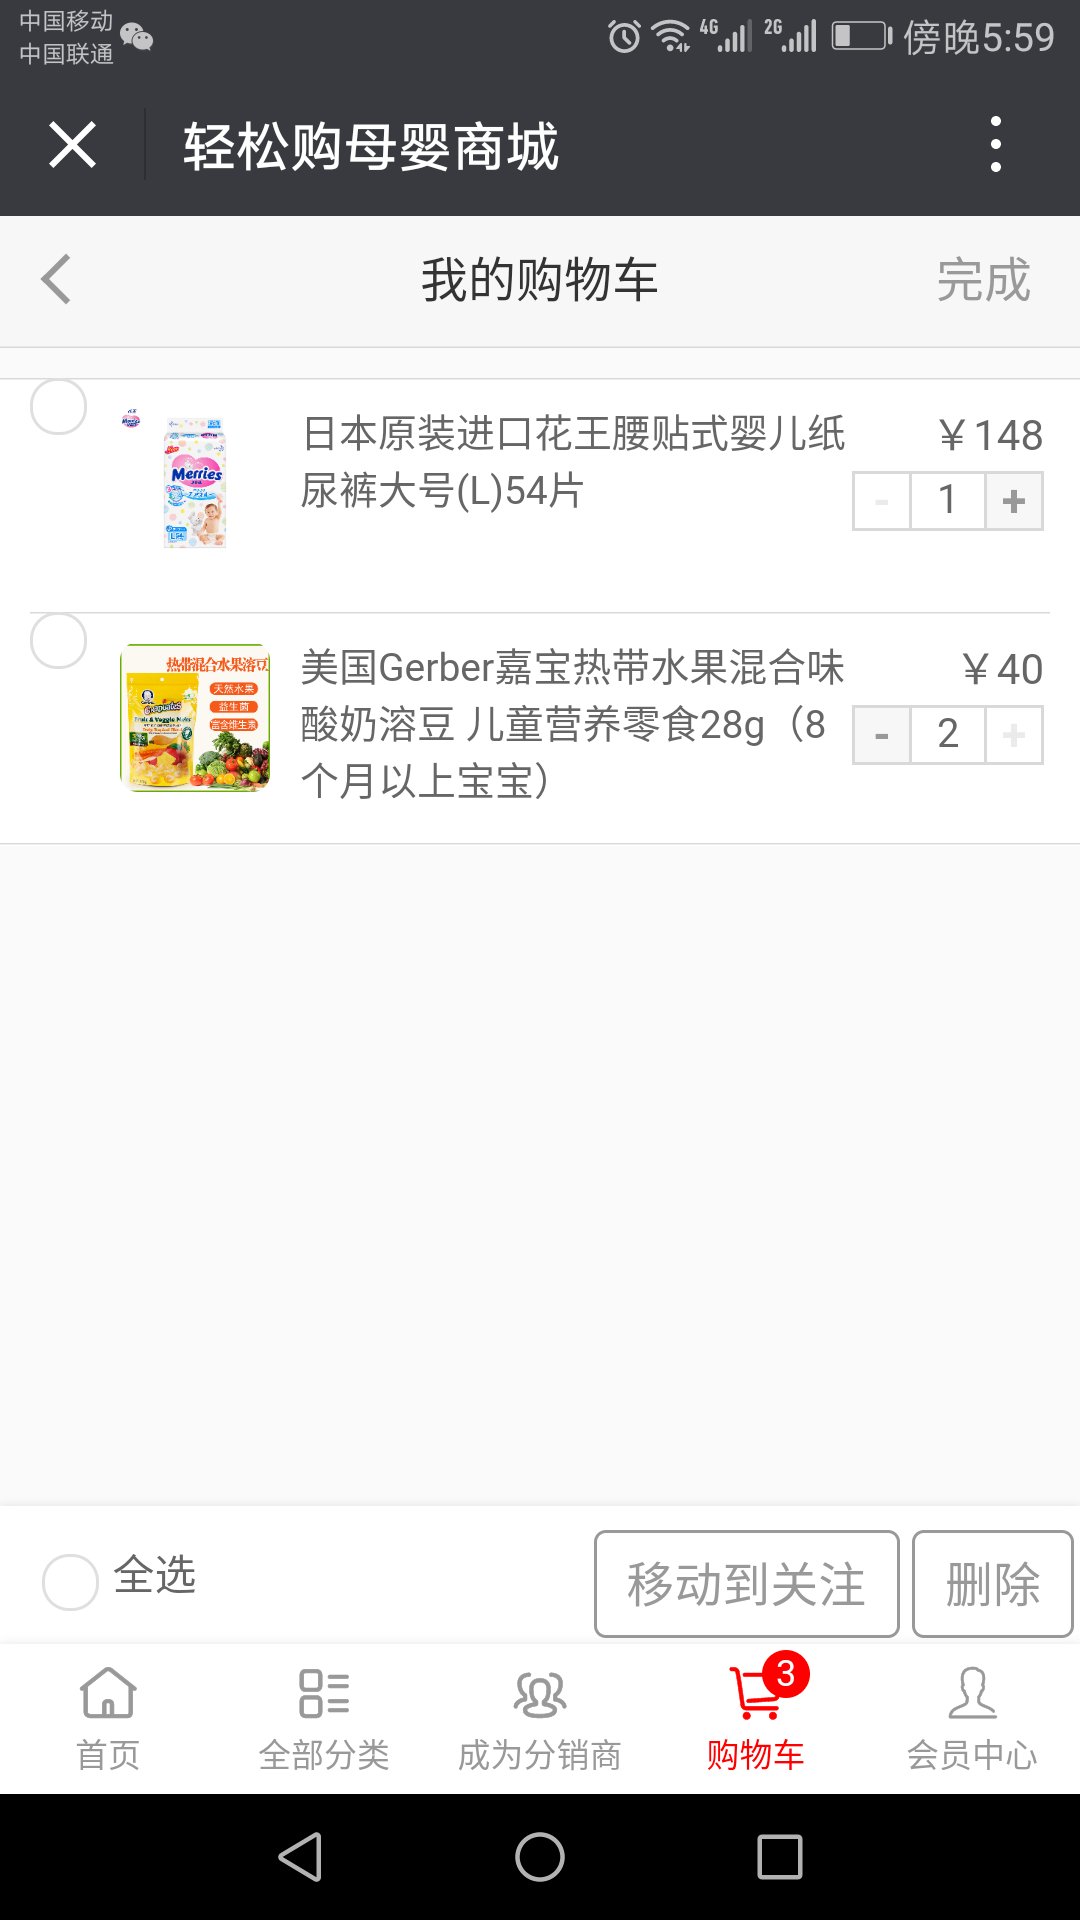 中国移动
中国联通
4G
2G
傍晚5:59
轻松购母婴商城
我的购物车
完成
Merries
日本原装进口花王腰贴式婴儿纸
尿裤大号(L)54片
￥148
- 1 +
热带混合水果溶豆
天然水果
益生菌
富含维生素
Graduates
Fruit & Veggie Melts
美国Gerber嘉宝热带水果混合味
酸奶溶豆 儿童营养零食28g（8
个月以上宝宝）
￥40
- 2 +
全选
移动到关注
删除
3
首页
全部分类
成为分销商
购物车
会员中心